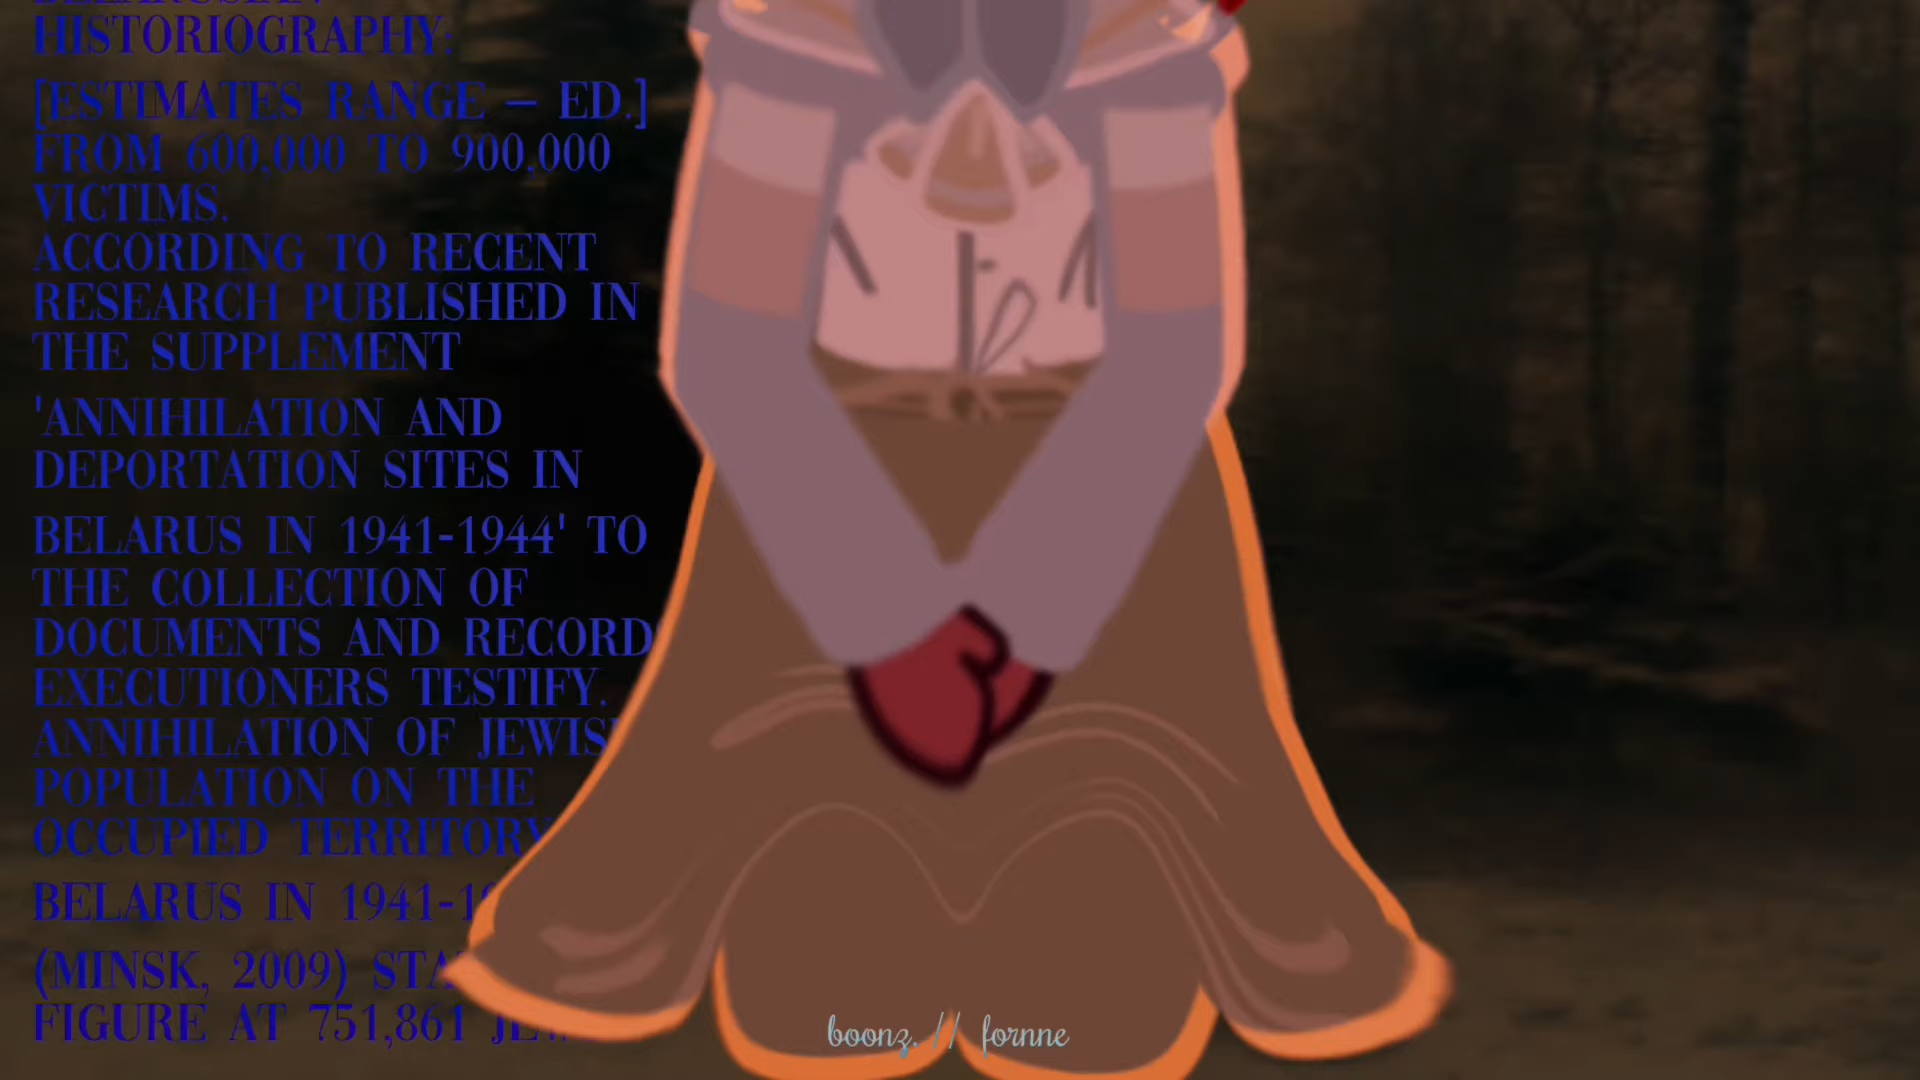 HISTORIOGRAPHY:
[ESTIMATES RANGE – ED.]
FROM 600,000 TO 900,000
VICTIMS.
ACCORDING TO RECENT
RESEARCH PUBLISHED IN
THE SUPPLEMENT
'ANNIHILATION AND
DEPORTATION SITES IN
BELARUS IN 1941-1944' TO
THE COLLECTION OF
DOCUMENTS AND RECORD
EXECUTIONERS TESTIFY.
ANNIHILATION OF JEWIS
POPULATION ON THE
OCCUPIED TERRITORY
BELARUS IN 1941-19
(MINSK, 2009) STA
FIGURE AT 751,861
boonz. // fornne